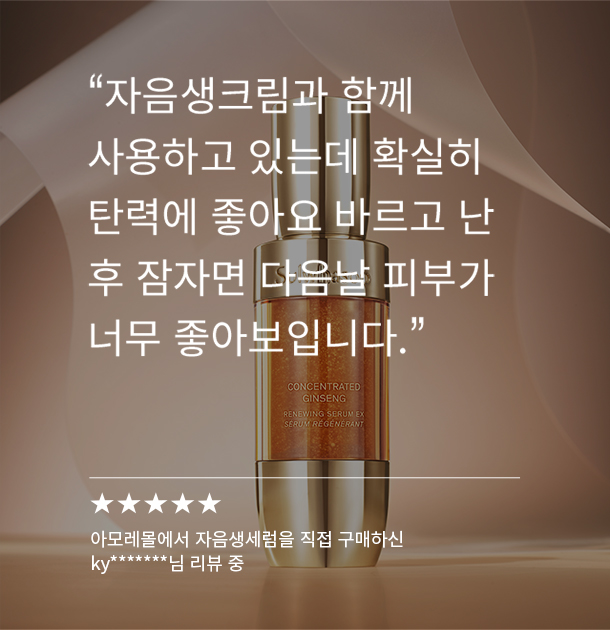 “자음생크림과 함께
사용하고 있는데 확실히
탄력에 좋아요 바르고 난
후 잠자면 다음날 피부가
너무 좋아보입니다.”
CONCENTRATED
GINSENG
RENEWING SERUM EX
SERUM RÉGÉNÉRANT
★★★★★
아모레몰에서 자음생세럼을 직접 구매하신
ky*******님 리뷰 중